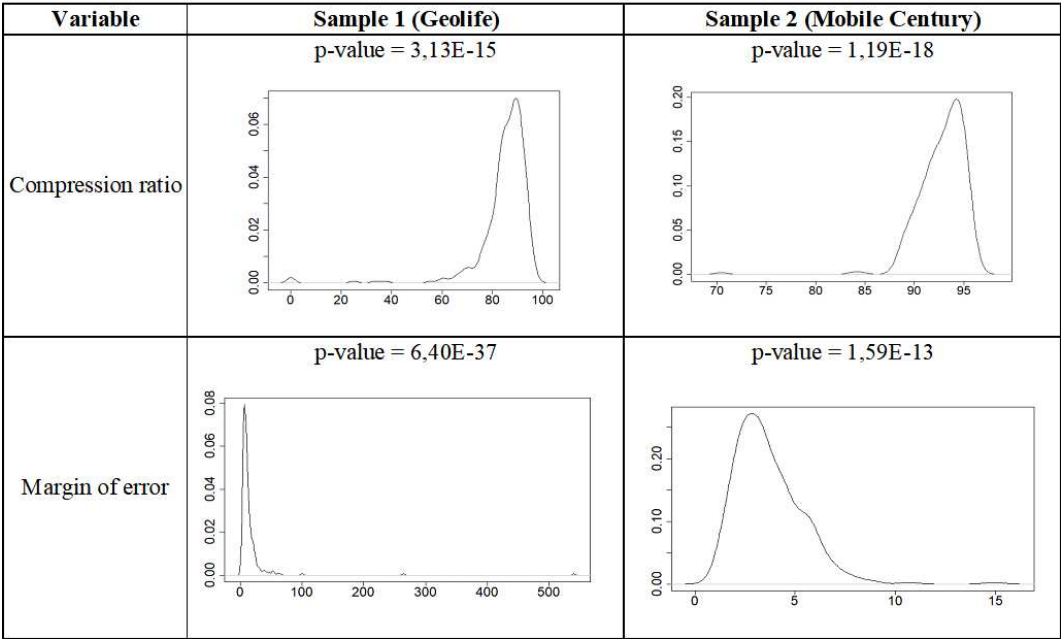 Variable Sample 1 (Geolife) Sample 2 (Mobile Century)
p-value = 3,13E-15 p-value = 1,19E-18
Compression ratio
0.00 0.02 0.04 0.06
0 20 40 60 80 100
0.00 0.05 0.10 0.15 0.20
70 75 80 85 90 95
p-value = 6,40E-37 p-value = 1,59E-13
Margin of error
0.00 0.02 0.04 0.06 0.08
0 100 200 300 400 500
0.00 0.10 0.20
0 5 10 15